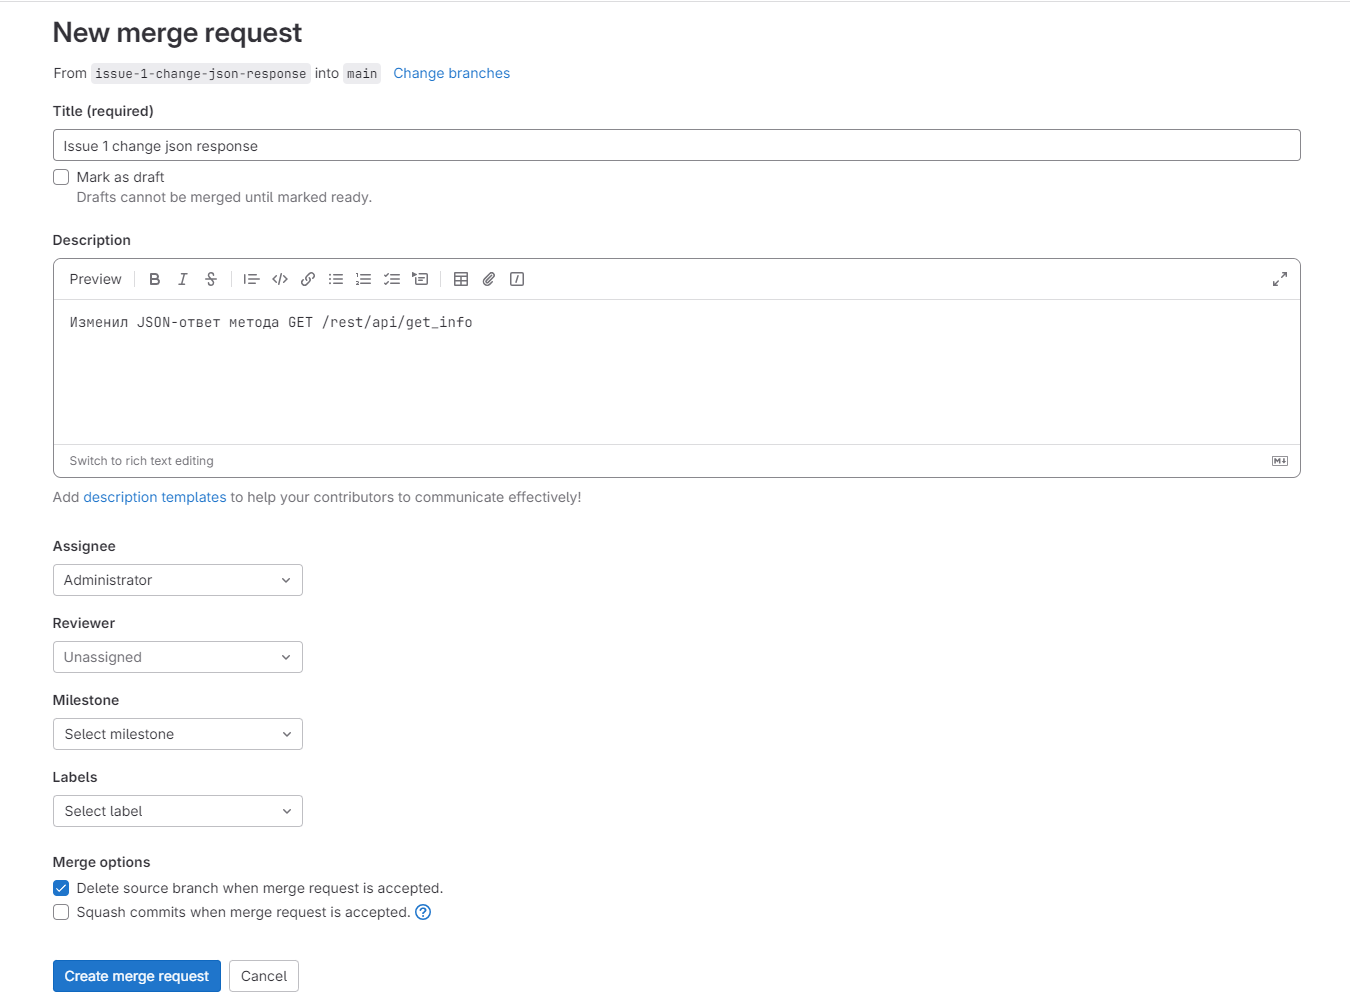 New merge request
From issue-1-change-json-response into main Change branches
Title (required)
Issue 1 change json response
Mark as draft
Drafts cannot be merged until marked ready.
Description
Preview
Изменил JSON-ответ метода GET /rest/api/get_info
Switch to rich text editing
Add description templates to help your contributors to communicate effectively!
Assignee
Administrator
Reviewer
Unassigned
Milestone
Select milestone
Labels
Select label
Merge options
Delete source branch when merge request is accepted.
Squash commits when merge request is accepted.
Create merge request Cancel